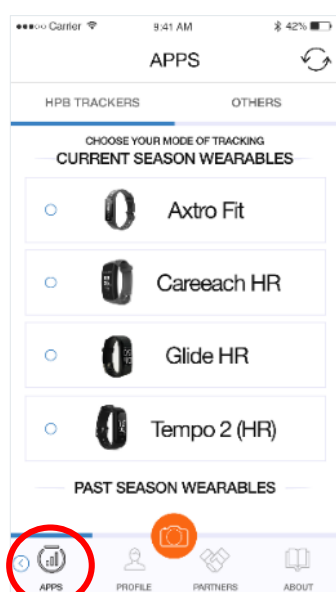 Carrier 9:41 AM 42%
APPS
HPB TRACKERS OTHERS
CHOOSE YOUR MODE OF TRACKING
CURRENT SEASON WEARABLES
Axtro Fit
Careeach HR
Glide HR
Tempo 2 (HR)
PAST SEASON WEARABLES
APPS PROFILE PARTNERS ABOUT